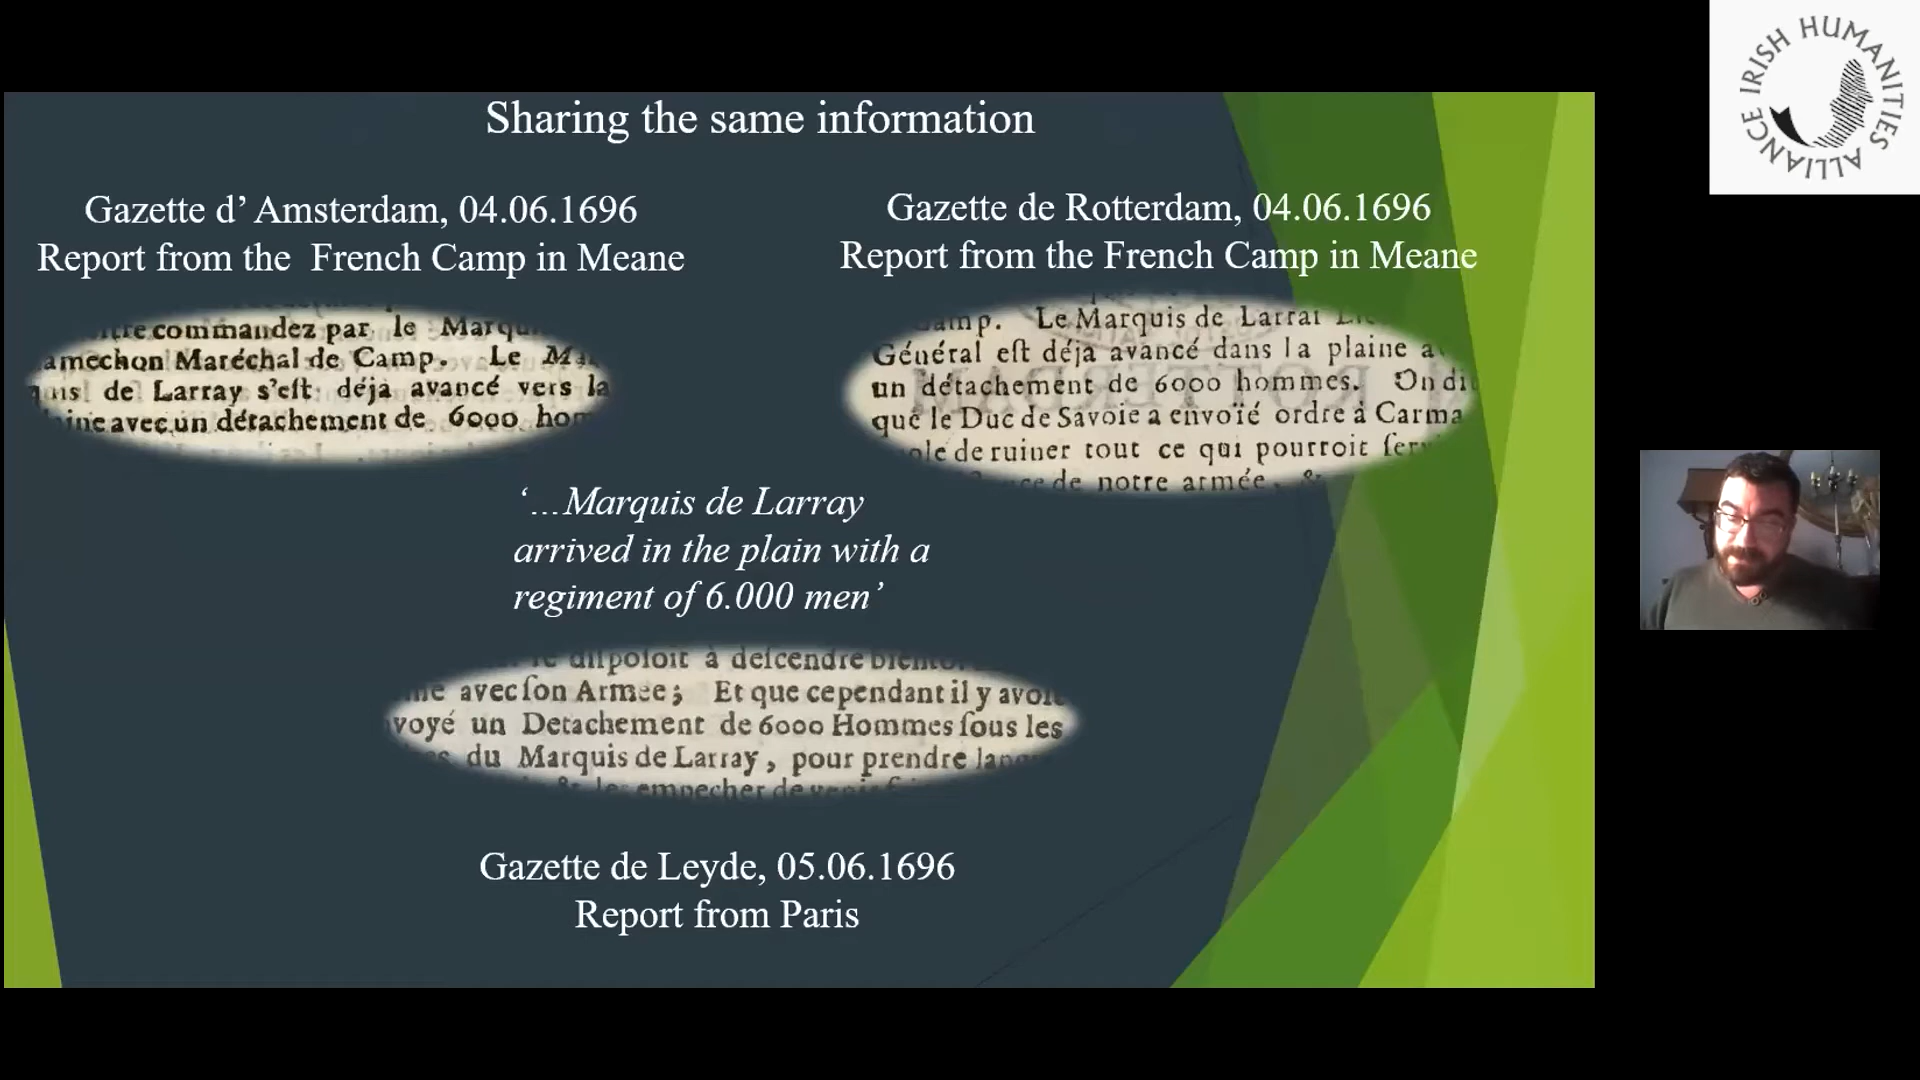 Sharing the same information
Gazette d’ Amsterdam, 04.06.1696
Report from the French Camp in Meane
commandez par le
Maréchal de Camp. Le
de Larray s’eſt déja avancé vers la
avec un détachement de 6000
Gazette de Rotterdam, 04.06.1696
Report from the French Camp in Meane
Le Marquis de Larrai
Général eſt déja avancé dans la plaine
un détachement de 6000 hommes. On dit
que le Duc de Savoie a envoïé ordre à Carma
de ruiner tout ce qui pourroit
de notre armée,
‘...Marquis de Larray
arrived in the plain with a
regiment of 6.000 men’
à deſcendre
avec ſon Armée; Et que cependant il y
voyé un Detachement de 6000 Hommes ſous les
du Marquis de Larray, pour prendre
empecher de
Gazette de Leyde, 05.06.1696
Report from Paris
IRISH HUMANITIES ALLIANCE